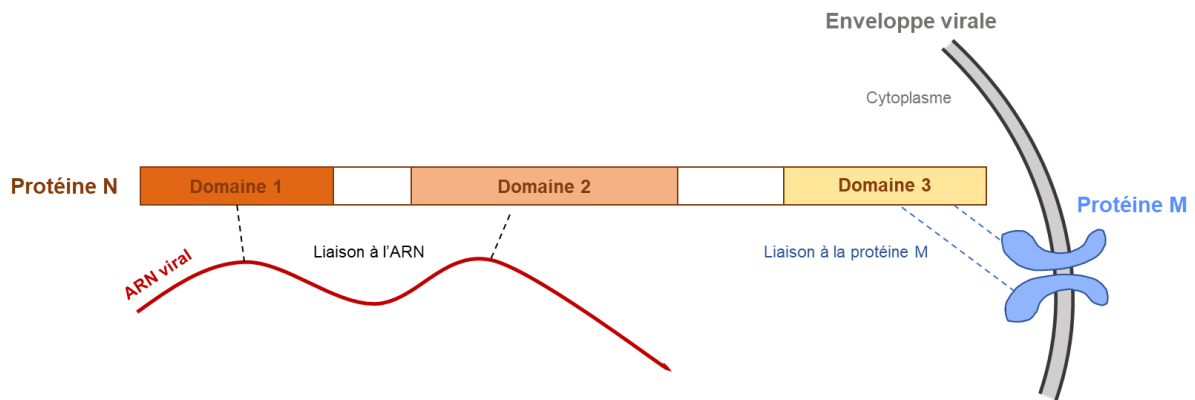 Enveloppe virale
Cytoplasme
Protéine N
Domaine 1
Domaine 2
Domaine 3
Protéine M
Liaison à l'ARN
Liaison à la protéine M
ARN viral